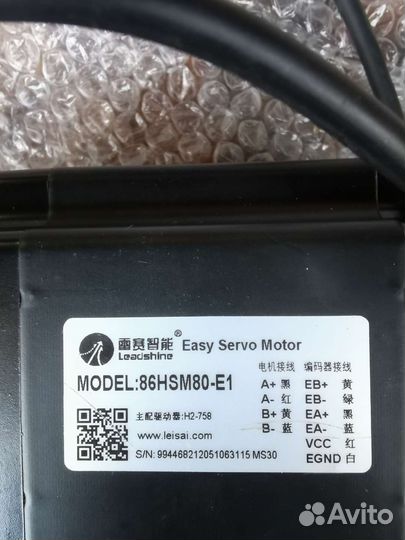 雷赛智能® Easy Servo Motor
Leadshine
MODEL:86HSM80-E1
主配驱动器:H2-758
www.leisai.com
S/N: 994468212051063115 MS30
电机接线 编码器接线
A+ 黑 EB+ 黄
A- 红 EB- 绿
B+ 黄 EA+ 黑
B- 蓝 EA- 蓝
VCC 红
EGND 白
Avito